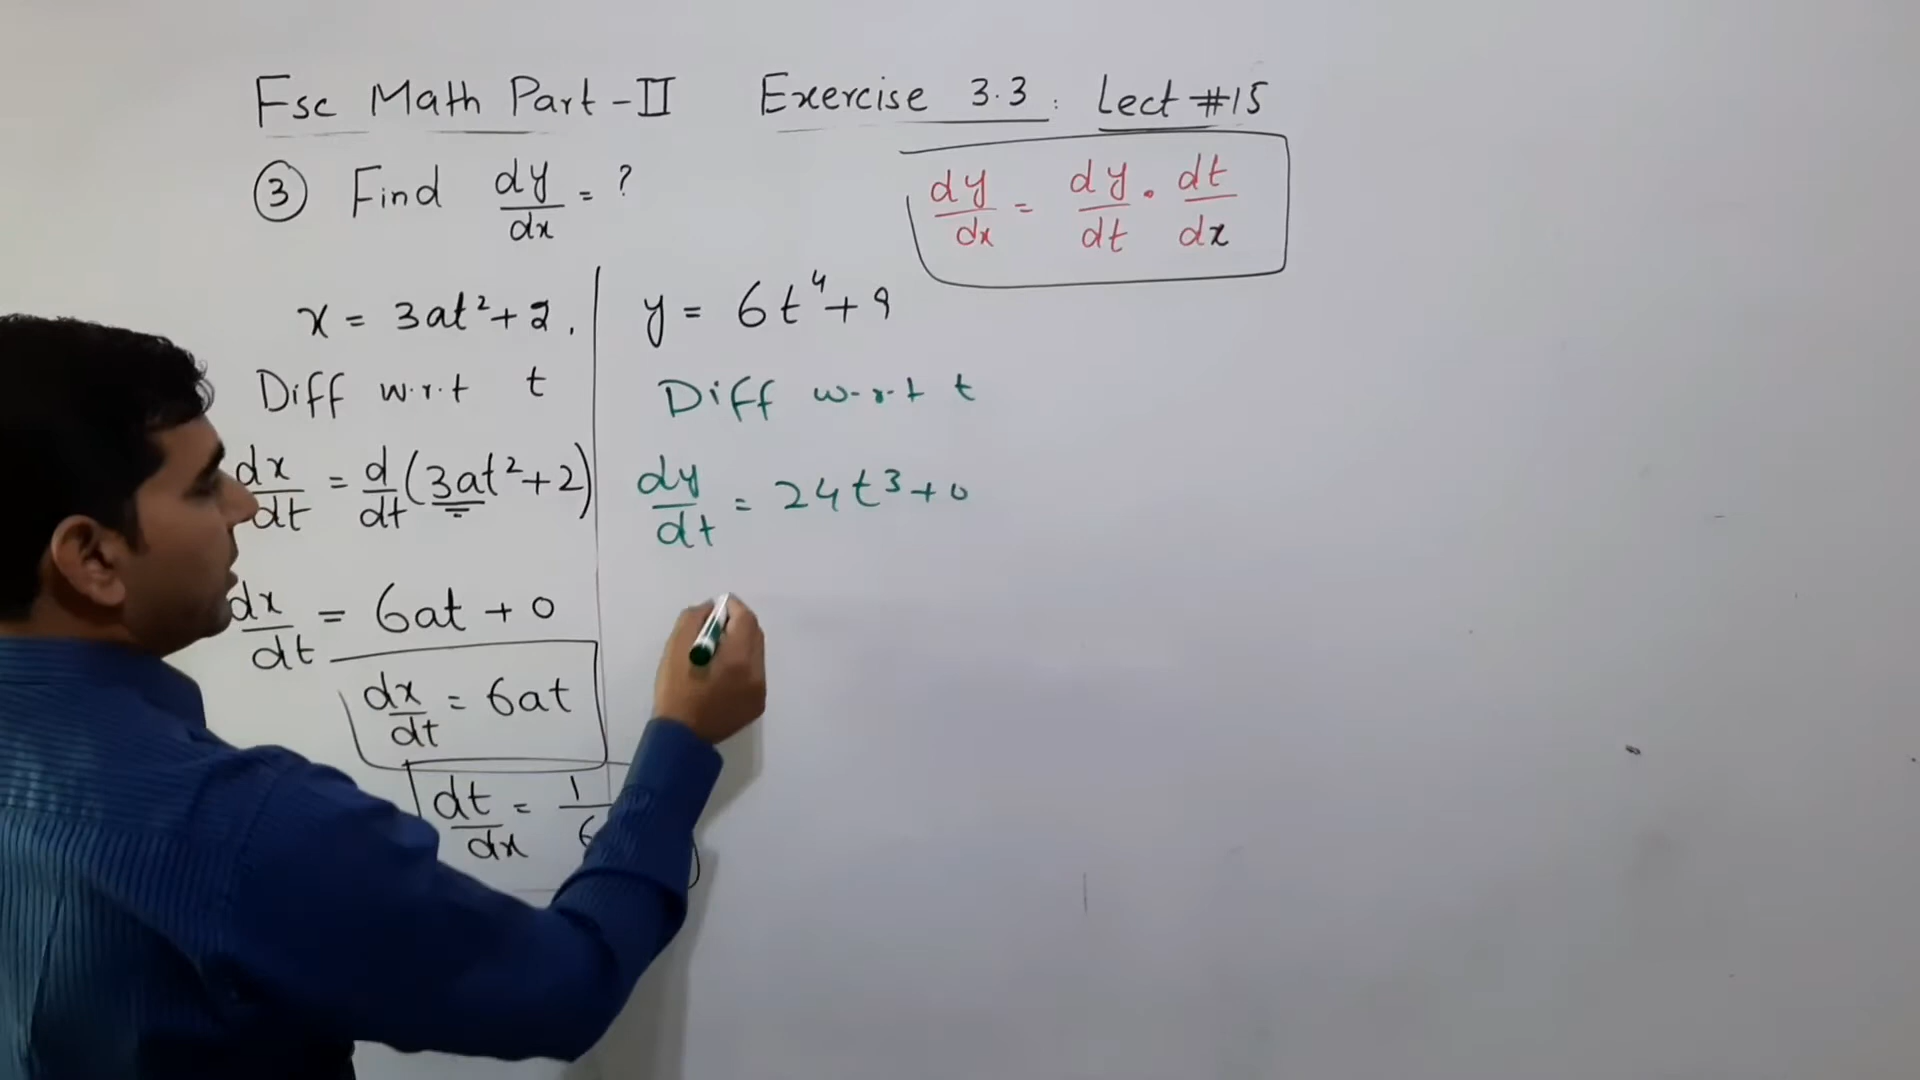 Fsc Math Part-II Exercise 3.3 : Lect #15
③ Find dy/dx = ?
dy/dx = dy/dt . dt/dx
x = 3at²+2 ,
Diff w.r.t t
dx/dt = d/dt (3at²+2)
dx/dt = 6at + 0
dx/dt = 6at
dt/dx = 1/6
y = 6t⁴+9
Diff w.r.t t
dy/dt = 24t³+0